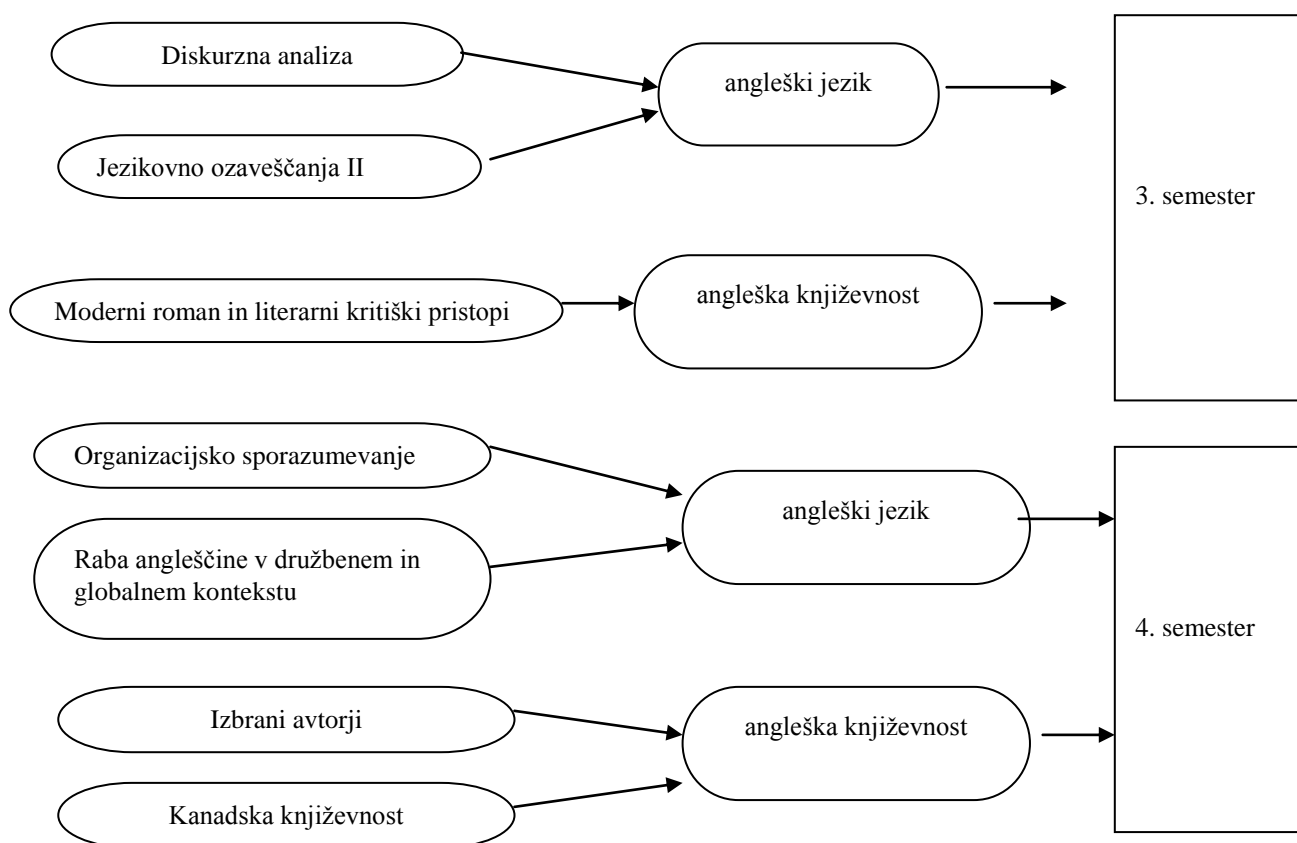 Diskurzna analiza
angleški jezik
Jezikovno ozaveščanja II
3. semester
Moderni roman in literarni kritiški pristopi
angleška književnost
Organizacijsko sporazumevanje
angleški jezik
Raba angleščine v družbenem in
globalnem kontekstu
4. semester
Izbrani avtorji
angleška književnost
Kanadska književnost